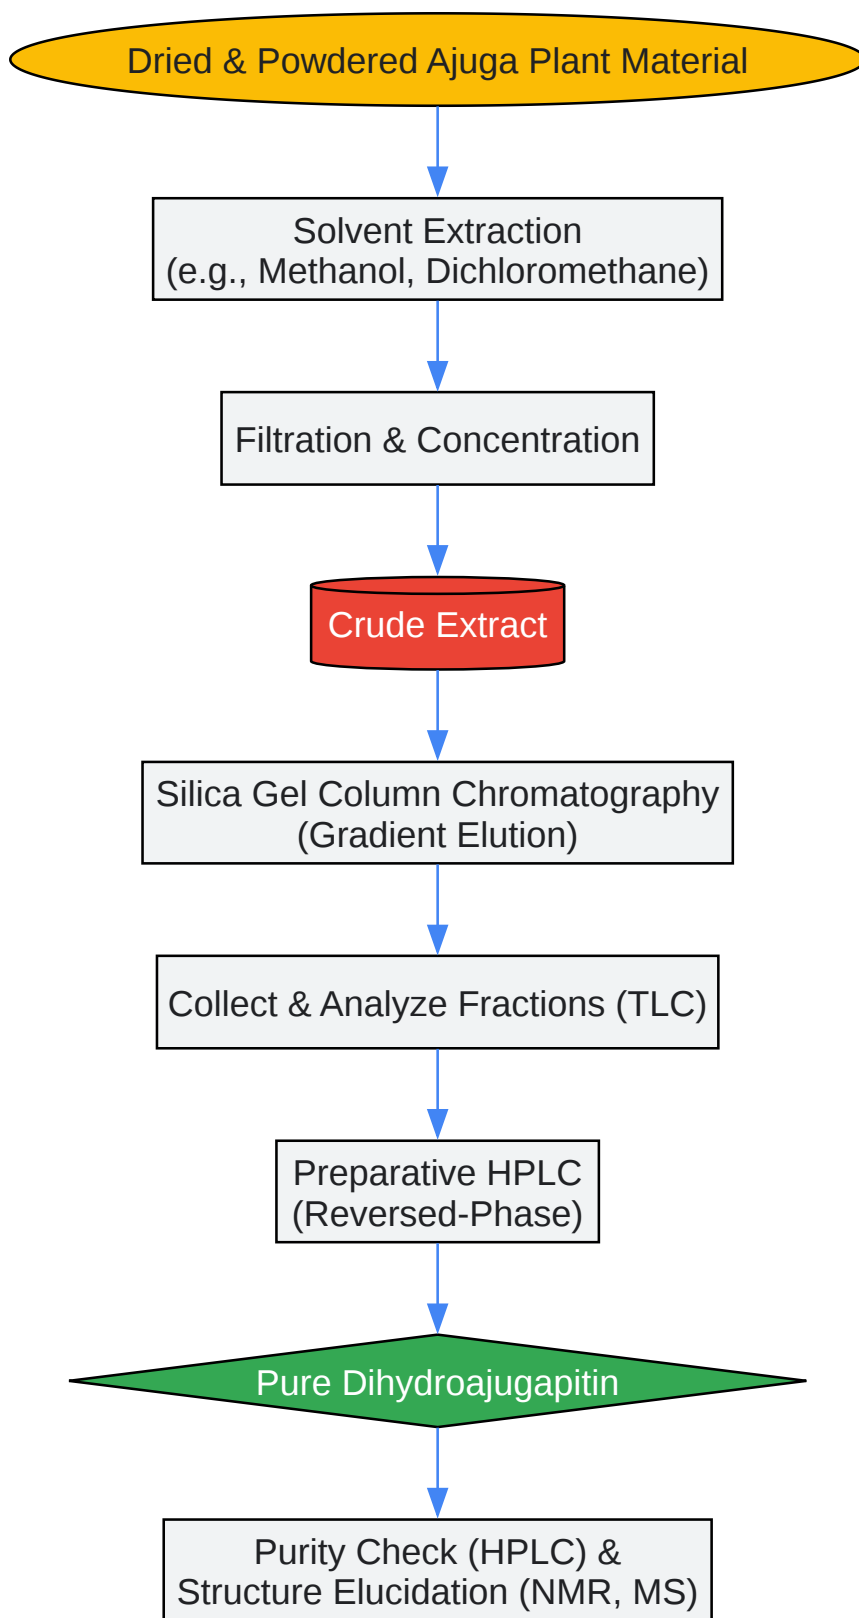 Dried & Powdered Ajuga Plant Material
Solvent Extraction
(e.g., Methanol, Dichloromethane)
Filtration & Concentration
Crude Extract
Silica Gel Column Chromatography
(Gradient Elution)
Collect & Analyze Fractions (TLC)
Preparative HPLC
(Reversed-Phase)
Pure Dihydroajugapitin
Purity Check (HPLC) &
Structure Elucidation (NMR, MS)